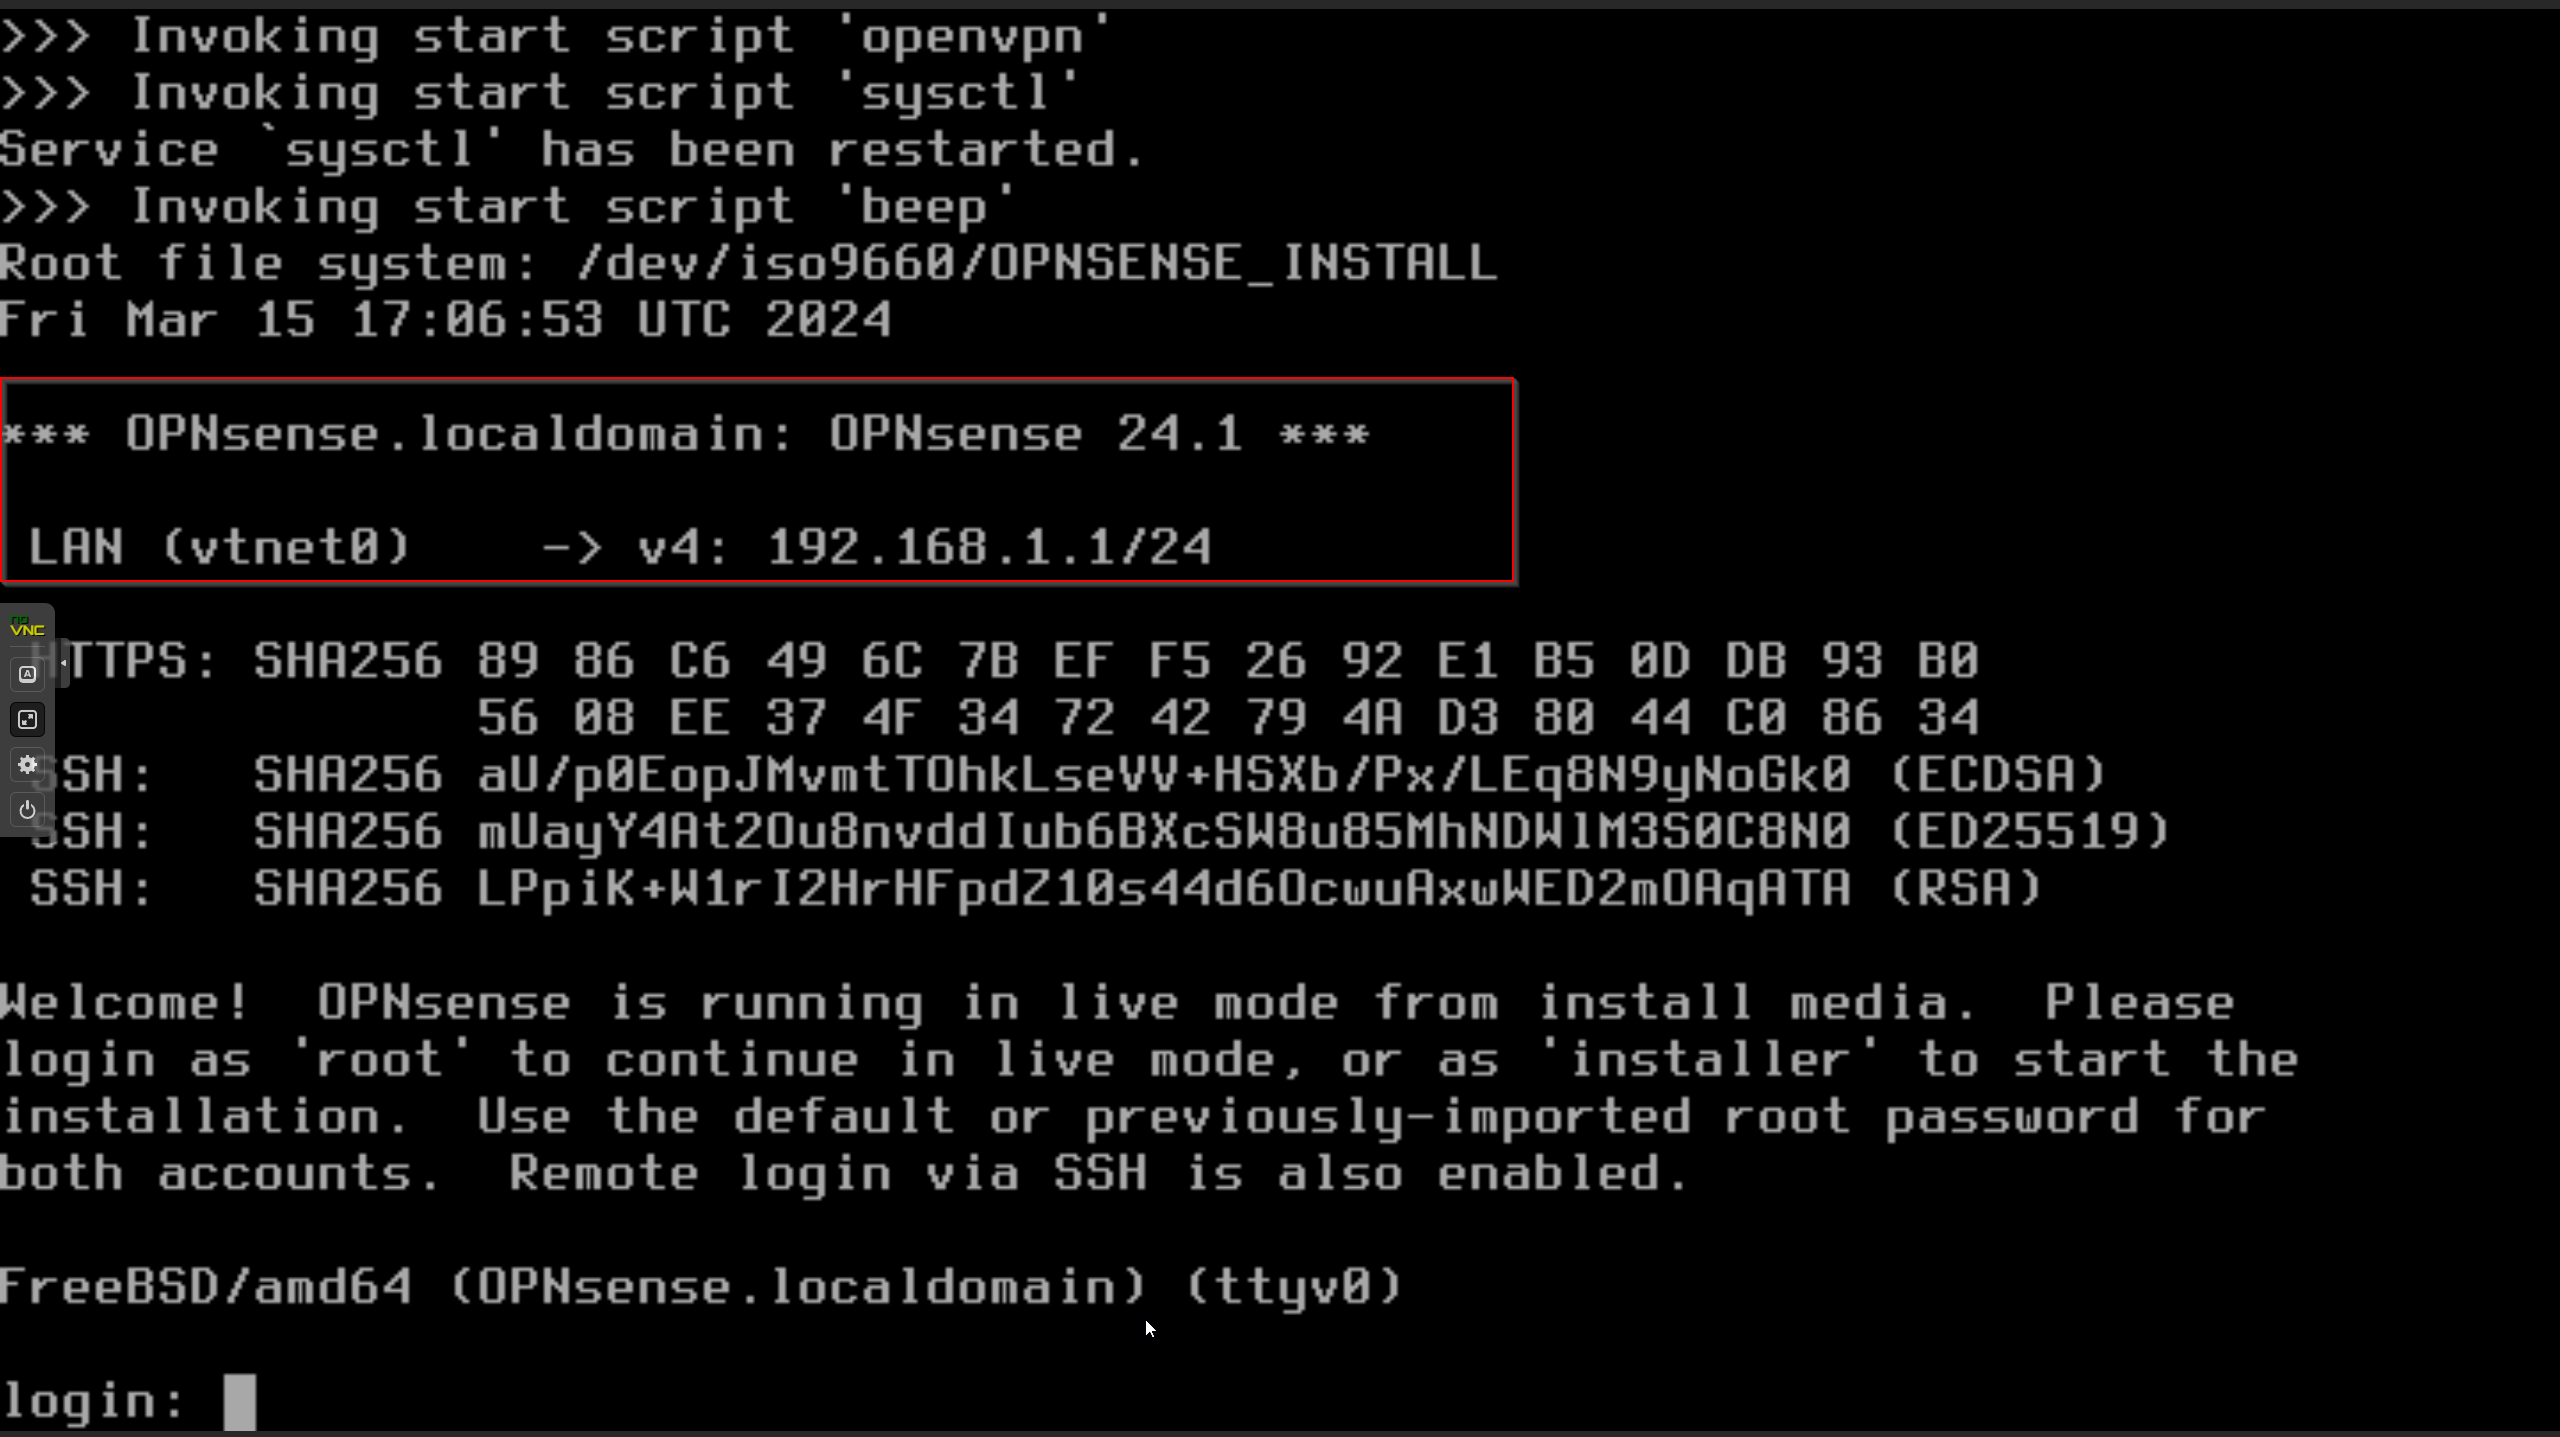 >>> Invoking start script 'openvpn'
>>> Invoking start script 'sysctl'
Service `sysctl' has been restarted.
>>> Invoking start script 'beep'
Root file system: /dev/iso9660/OPNSENSE_INSTALL
Fri Mar 15 17:06:53 UTC 2024
*** OPNsense.localdomain: OPNsense 24.1 ***
LAN (vtnet0) -> v4: 192.168.1.1/24
noVNC
HTTPS: SHA256 89 86 C6 49 6C 7B EF F5 26 92 E1 B5 0D DB 93 B0
56 08 EE 37 4F 34 72 42 79 4A D3 80 44 C0 86 34
A
SSH: SHA256 aU/p0EopJMvmtTOhkLseVV+HSXb/Px/LEq8N9yNoGk0 (ECDSA)
SSH: SHA256 mUayY4At2Ou8nvddIub6BXcSW8u85MhNDWlM3S0C8N0 (ED25519)
SSH: SHA256 LPpiK+W1rI2HrHFpdZ10s44d6OcwuAxwWED2mOAqATA (RSA)
Welcome! OPNsense is running in live mode from install media. Please
login as 'root' to continue in live mode, or as 'installer' to start the
installation. Use the default or previously-imported root password for
both accounts. Remote login via SSH is also enabled.
FreeBSD/amd64 (OPNsense.localdomain) (ttyv0)
login: